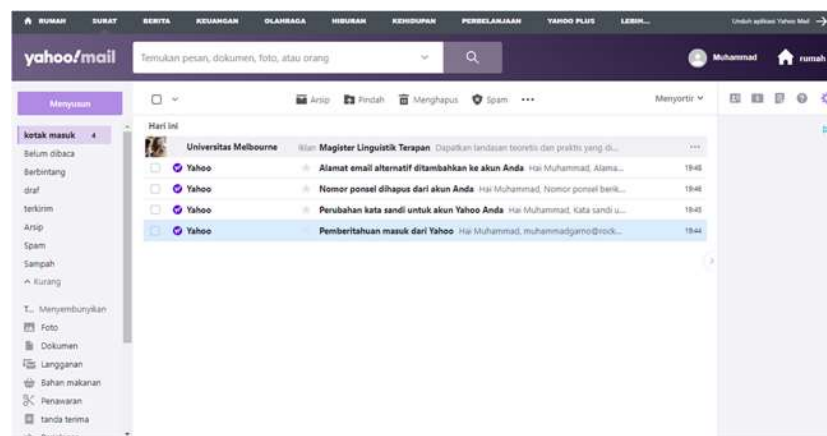 RUMAH SURAT BERITA KEUANGAN OLAHRAGA HIBURAN KEHIDUPAN PERBELANJAAN YAHOO PLUS LEBIH... Unduh aplikasi Yahoo Mail
yahoo!mail Temukan pesan, dokumen, foto, atau orang Muhammad rumah
Menyusun Arsip Pindah Menghapus Spam ••• Menyortir
Hari ini
kotak masuk 4
Universitas Melbourne Iklan Magister Linguistik Terapan Dapatkan landasan teoretis dan praktis yang di...
Belum dibaca
Yahoo Alamat email alternatif ditambahkan ke akun Anda Hai Muhammad, Alama... 19:46
Berbintang
draf
Yahoo Nomor ponsel dihapus dari akun Anda Hai Muhammad, Nomor ponsel berik... 19:46
terkirim
Yahoo Perubahan kata sandi untuk akun Yahoo Anda Hai Muhammad, Kata sandi u... 19:45
Arsip
Yahoo Pemberitahuan masuk dari Yahoo Hai Muhammad, muhammadgarno@rock... 19:44
Spam
Sampah
Kurang
T... Menyembunyikan
Foto
Dokumen
Langganan
Bahan makanan
Penawaran
tanda terima